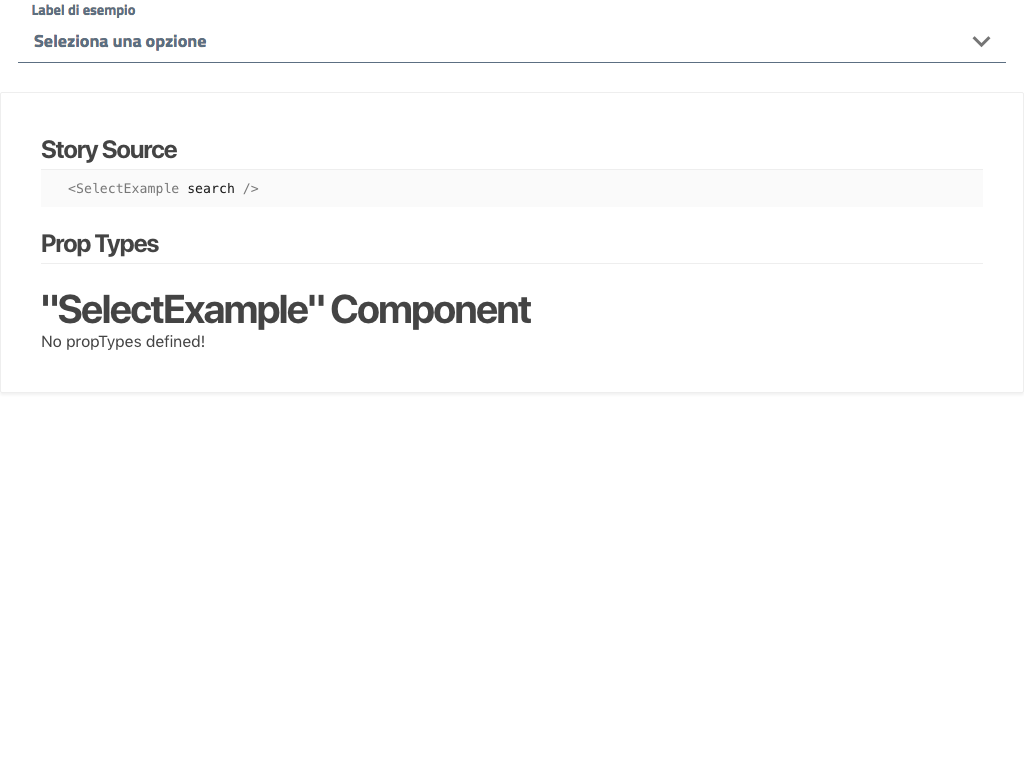 Label di esempio
Seleziona una opzione
Story Source
<SelectExample search />
Prop Types
"SelectExample" Component
No propTypes defined!